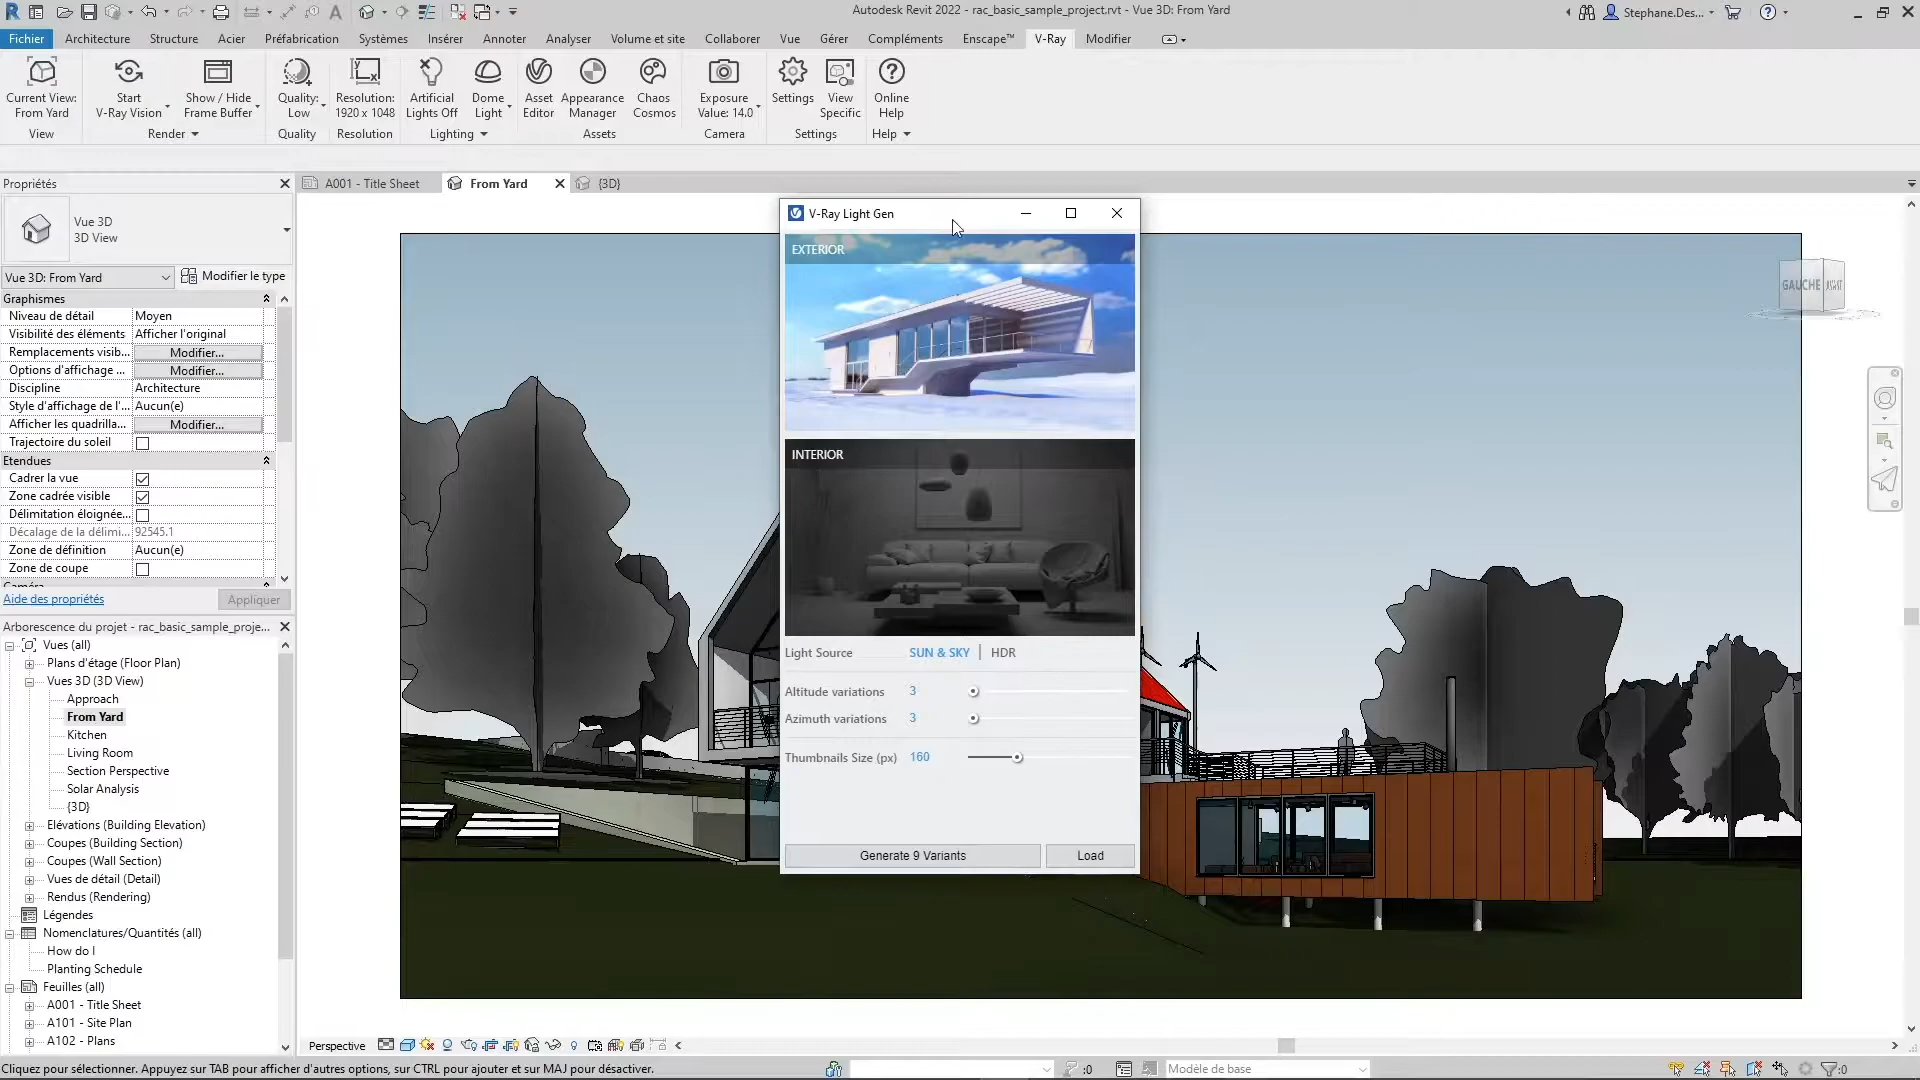 Autodesk Revit 2022 - rac_basic_sample_project.rvt - Vue 3D: From Yard
Stephane.Des...
Fichier Architecture Structure Acier Préfabrication Systèmes Insérer Annoter Analyser Volume et site Collaborer Vue Gérer Compléments Enscape™ V-Ray Modifier
Current View: From Yard
Start V-Ray Vision
Show / Hide Frame Buffer
Quality: Low
Resolution: 1920 x 1048
Artificial Lights Off
Dome Light
Asset Editor
Appearance Manager
Chaos Cosmos
Exposure Value: 14.0
Settings
View Specific
Online Help
View Render Quality Resolution Lighting Assets Camera Settings Help
Propriétés
A001 - Title Sheet
From Yard
{3D}
Vue 3D
3D View
Vue 3D: From Yard
Modifier le type
Graphismes
Niveau de détail Moyen
Visibilité des éléments Afficher l'original
Remplacements visib... Modifier...
Options d'affichage ... Modifier...
Discipline Architecture
Style d'affichage de l'... Aucun(e)
Afficher les quadrilla... Modifier...
Trajectoire du soleil
Etendues
Cadrer la vue
Zone cadrée visible
Délimitation éloignée...
Décalage de la délimi... 92545.1
Zone de définition Aucun(e)
Zone de coupe
Caméra
Aide des propriétés
Appliquer
Arborescence du projet - rac_basic_sample_proje...
Vues (all)
Plans d'étage (Floor Plan)
Vues 3D (3D View)
Approach
From Yard
Kitchen
Living Room
Section Perspective
Solar Analysis
{3D}
Elévations (Building Elevation)
Coupes (Building Section)
Coupes (Wall Section)
Vues de détail (Detail)
Rendus (Rendering)
Légendes
Nomenclatures/Quantités (all)
How do I
Planting Schedule
Feuilles (all)
A001 - Title Sheet
A101 - Site Plan
A102 - Plans
V-Ray Light Gen
EXTERIOR
INTERIOR
Light Source SUN & SKY | HDR
Altitude variations 3
Azimuth variations 3
Thumbnails Size (px) 160
Generate 9 Variants
Load
GAUCHE
AVANT
Perspective
Cliquez pour sélectionner. Appuyez sur TAB pour afficher d'autres options, sur CTRL pour ajouter et sur MAJ pour désactiver.
:0
Modèle de base
:0